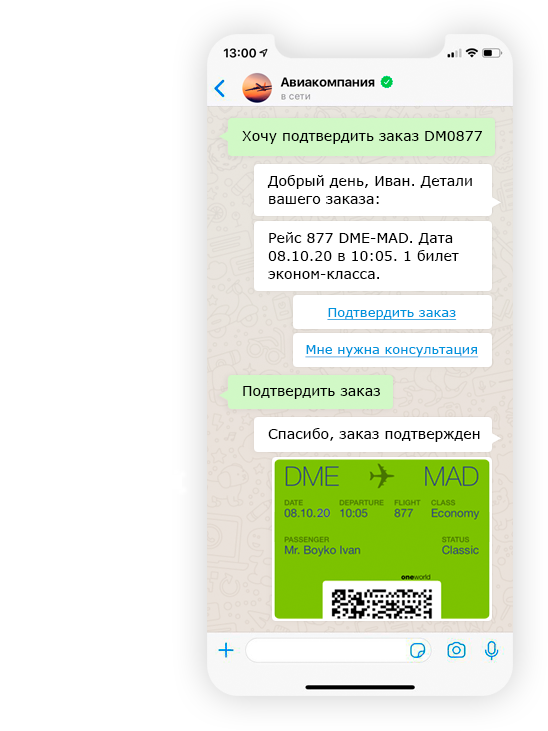 13:00
Авиакомпания
в сети
Хочу подтвердить заказ DM0877
Добрый день, Иван. Детали
вашего заказа:
Рейс 877 DME-MAD. Дата
08.10.20 в 10:05. 1 билет
эконом-класса.
Подтвердить заказ
Мне нужна консультация
Подтвердить заказ
Спасибо, заказ подтвержден
DME MAD
DATE DEPARTURE FLIGHT CLASS
08.10.20 10:05 877 Economy
PASSENGER STATUS
Mr. Boyko Ivan Classic
oneworld